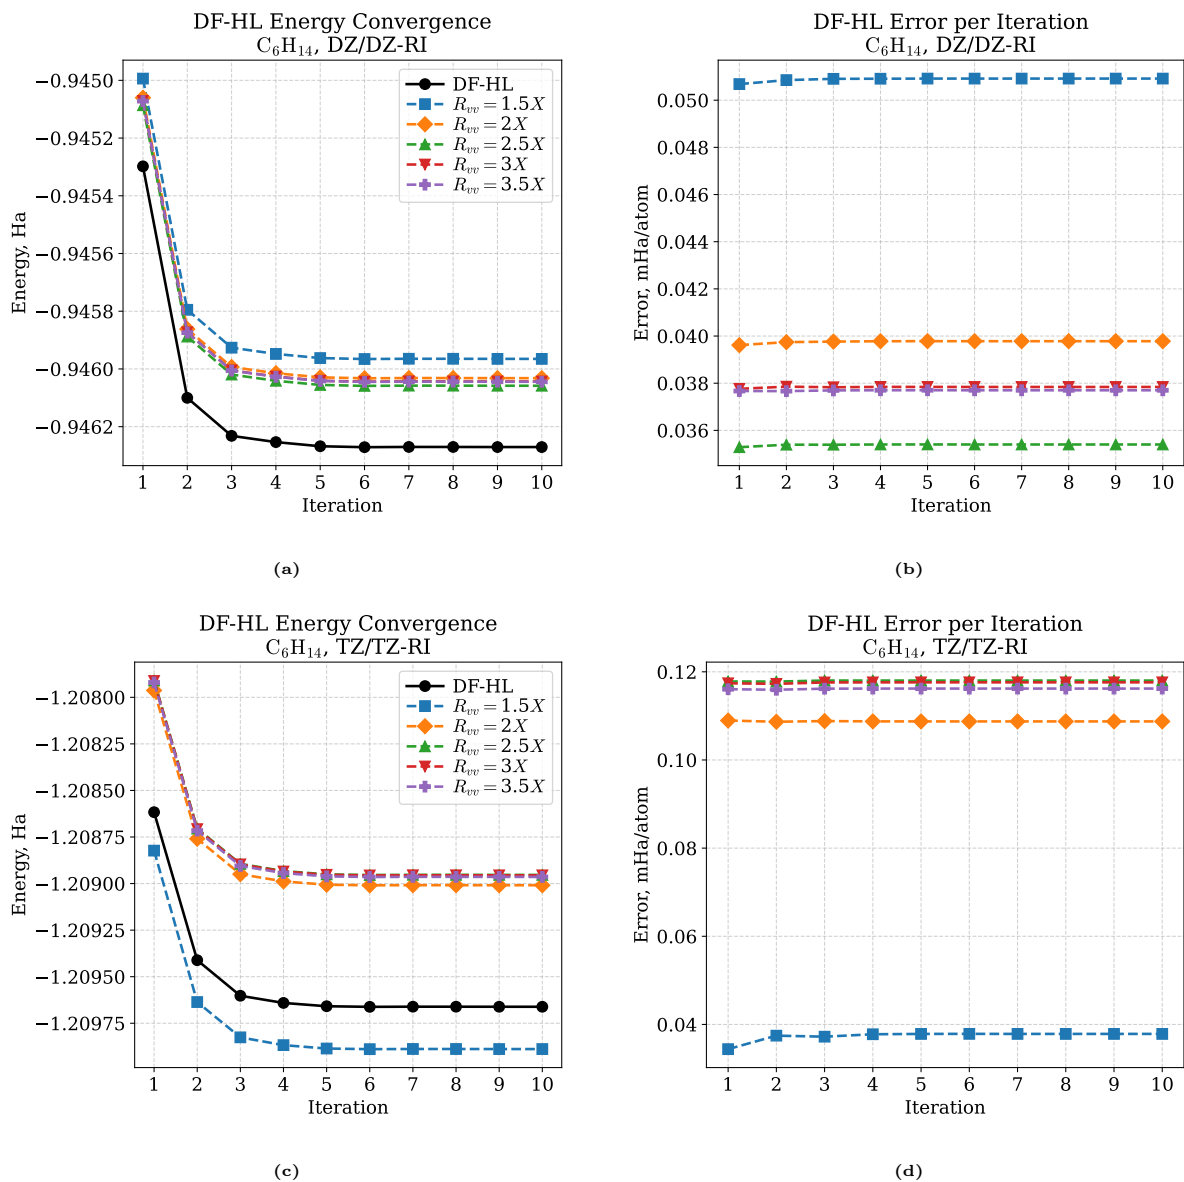 DF-HL Energy Convergence
C₆H₁₄, DZ/DZ-RI
Energy, Ha
−0.9450
−0.9452
−0.9454
−0.9456
−0.9458
−0.9460
−0.9462
DF-HL
Rᵥᵥ = 1.5X
Rᵥᵥ = 2X
Rᵥᵥ = 2.5X
Rᵥᵥ = 3X
Rᵥᵥ = 3.5X
1 2 3 4 5 6 7 8 9 10
Iteration
(a)
DF-HL Error per Iteration
C₆H₁₄, DZ/DZ-RI
Error, mHa/atom
0.050
0.048
0.046
0.044
0.042
0.040
0.038
0.036
1 2 3 4 5 6 7 8 9 10
Iteration
(b)
DF-HL Energy Convergence
C₆H₁₄, TZ/TZ-RI
Energy, Ha
−1.20800
−1.20825
−1.20850
−1.20875
−1.20900
−1.20925
−1.20950
−1.20975
DF-HL
Rᵥᵥ = 1.5X
Rᵥᵥ = 2X
Rᵥᵥ = 2.5X
Rᵥᵥ = 3X
Rᵥᵥ = 3.5X
1 2 3 4 5 6 7 8 9 10
Iteration
(c)
DF-HL Error per Iteration
C₆H₁₄, TZ/TZ-RI
Error, mHa/atom
0.12
0.10
0.08
0.06
0.04
1 2 3 4 5 6 7 8 9 10
Iteration
(d)